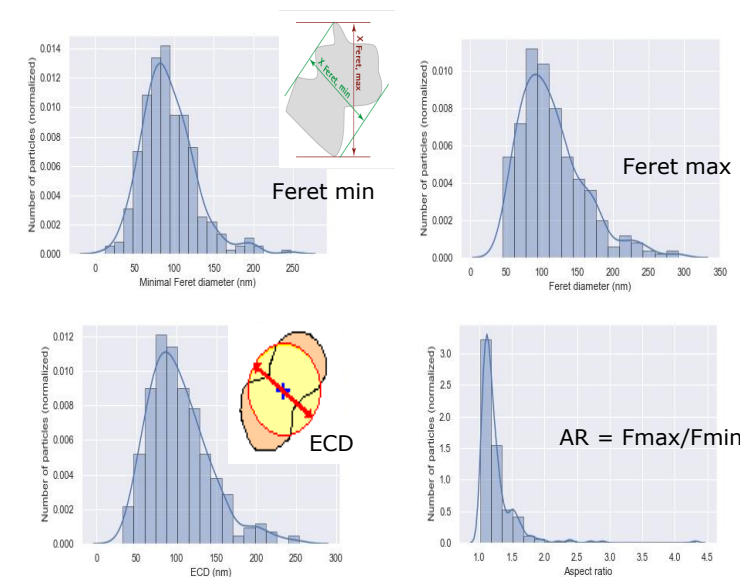 0.014
0.012
0.010
0.008
0.006
0.004
0.002
0.000
Number of particles (normalized)
0 50 100 150 200 250
Minimal Feret diameter (nm)
X Feret, max
X Feret, min
Feret min
0.010
0.008
0.006
0.004
0.002
0.000
Number of particles (normalized)
0 50 100 150 200 250 300 350
Feret diameter (nm)
Feret max
0.012
0.010
0.008
0.006
0.004
0.002
0.000
Number of particles (normalized)
0 50 100 150 200 250 300
ECD (nm)
ECD
3.0
2.5
2.0
1.5
1.0
0.5
0.0
Number of particles (normalized)
1.0 1.5 2.0 2.5 3.0 3.5 4.0 4.5
Aspect ratio
AR = Fmax/Fmin